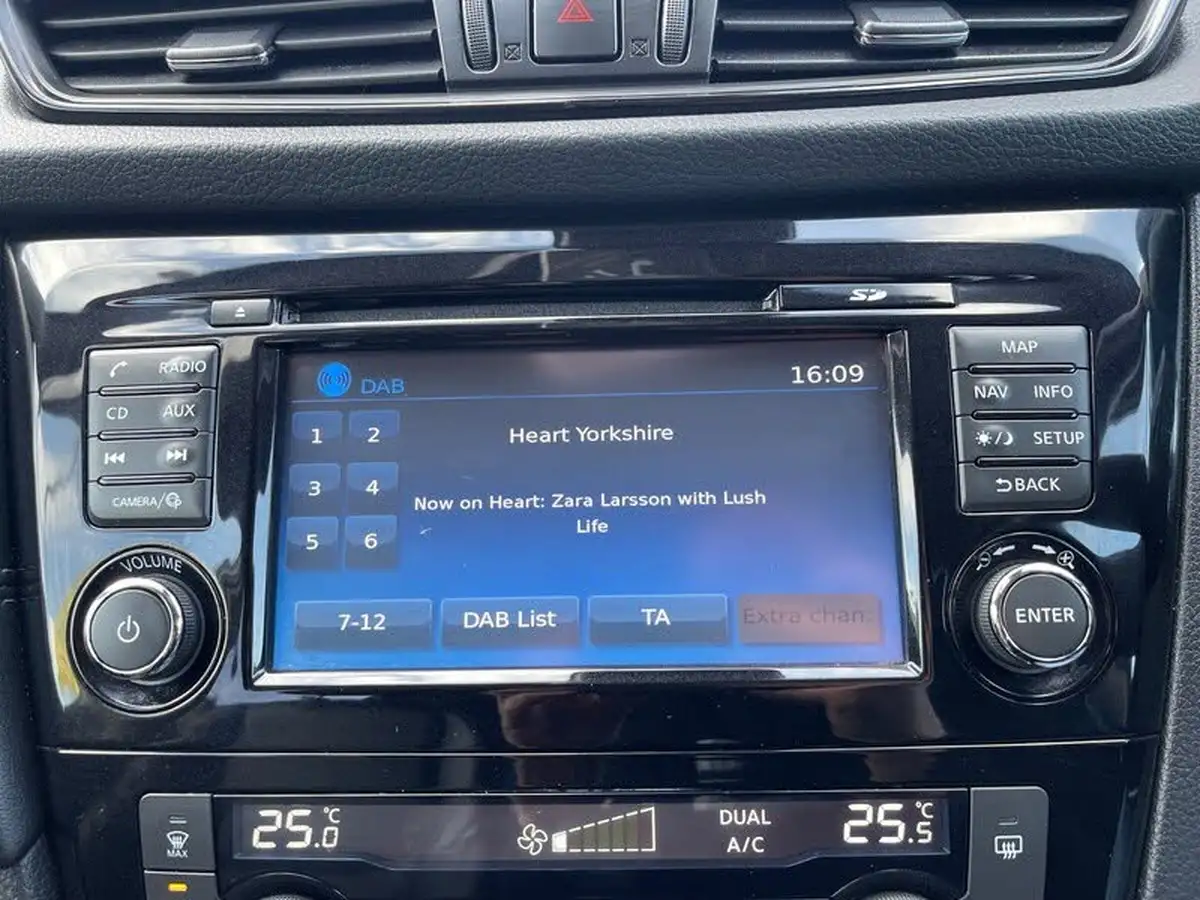 SD
RADIO
CD AUX
CAMERA/
VOLUME
DAB
16:09
1 2
3 4
5 6
Heart Yorkshire
Now on Heart: Zara Larsson with Lush
Life
7-12 DAB List TA Extra chan.
MAP
NAV INFO
SETUP
BACK
ENTER
25.0 °C
DUAL
A/C
25.5 °C
MAX